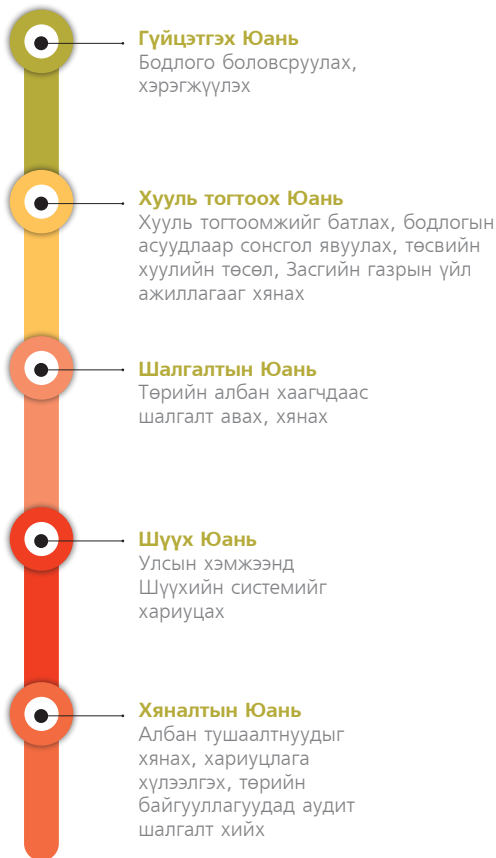 Гүйцэтгэх Юань
Бодлого боловсруулах,
хэрэгжүүлэх
Хууль тогтоох Юань
Хууль тогтоомжийг батлах, бодлогын
асуудлаар сонсгол явуулах, төсвийн
хуулийн төсөл, Засгийн газрын үйл
ажиллагааг хянах
Шалгалтын Юань
Төрийн албан хаагчдаас
шалгалт авах, хянах
Шүүх Юань
Улсын хэмжээнд
Шүүхийн системийг
хариуцах
Хяналтын Юань
Албан тушаалтнуудыг
хянах, хариуцлага
хүлээлгэх, төрийн
байгууллагуудад аудит
шалгалт хийх